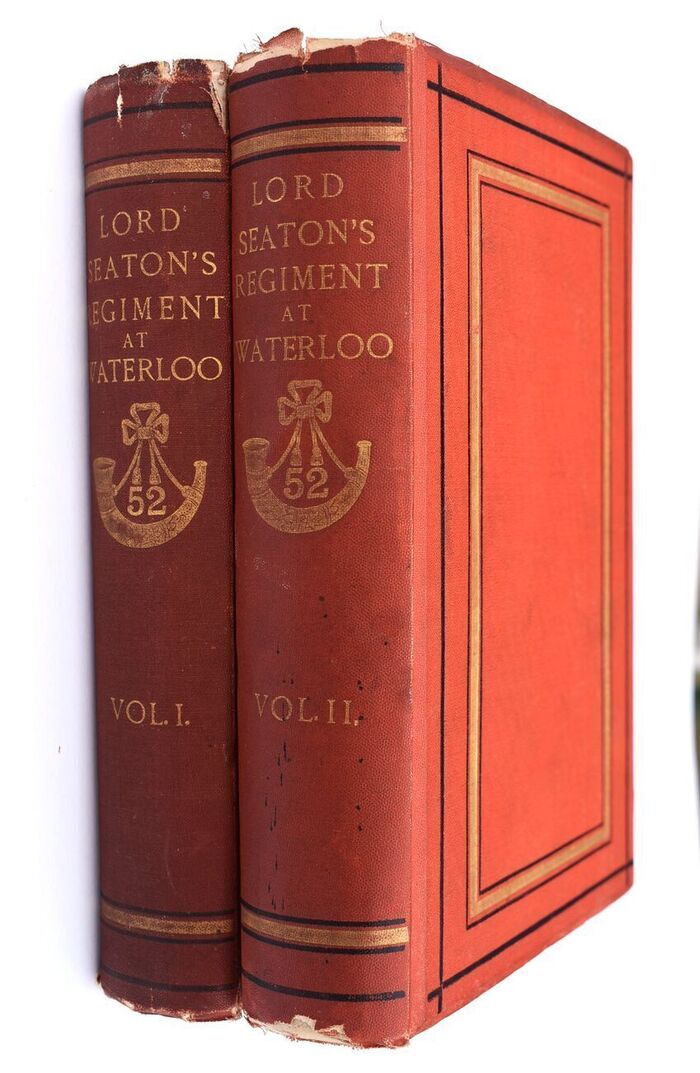 LORD
SEATON'S
REGIMENT
AT
WATERLOO
52
VOL. I.
LORD
SEATON'S
REGIMENT
AT
WATERLOO
52
VOL. II.